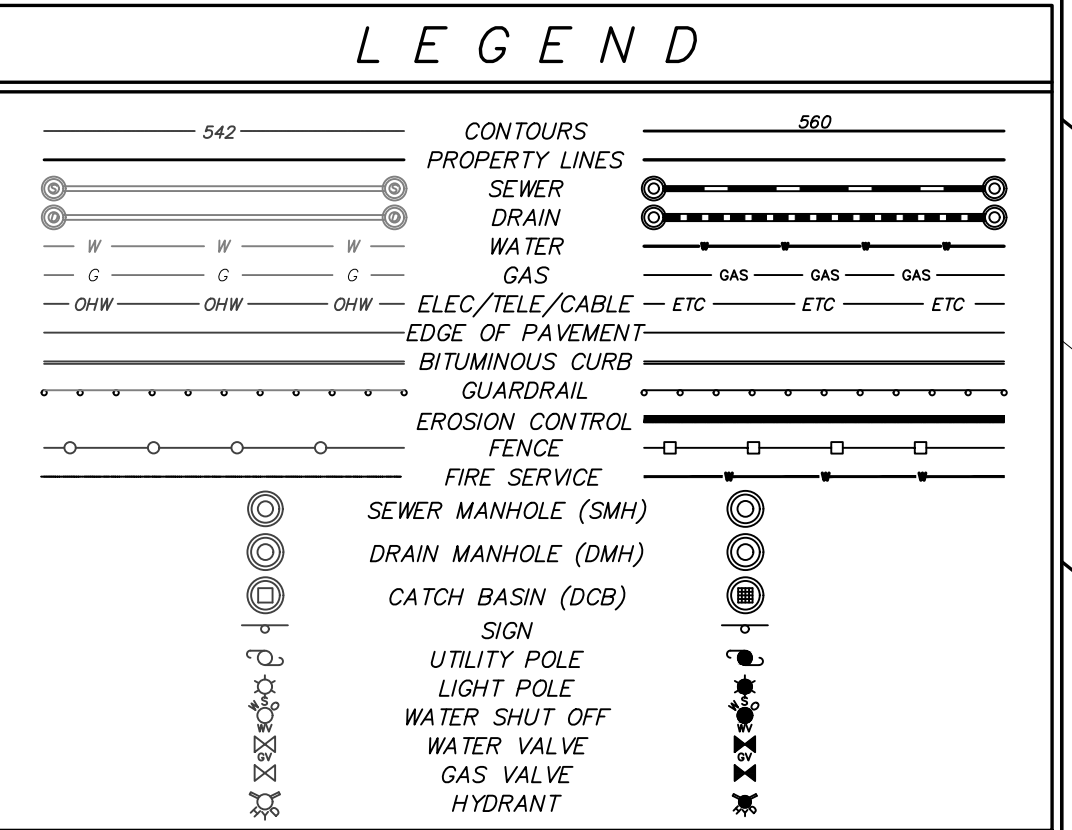 LEGEND
542 CONTOURS 560
PROPERTY LINES
S S SEWER
D D DRAIN
W W W WATER W W W W
G G G GAS GAS GAS GAS
OHW OHW OHW ELEC/TELE/CABLE ETC ETC ETC
EDGE OF PAVEMENT
BITUMINOUS CURB
GUARDRAIL
EROSION CONTROL
FENCE
FIRE SERVICE W W W
SEWER MANHOLE (SMH)
DRAIN MANHOLE (DMH)
CATCH BASIN (DCB)
SIGN
UTILITY POLE
LIGHT POLE
WSO WATER SHUT OFF WSO
WV WATER VALVE WV
GV GAS VALVE GV
HYD HYDRANT HYD